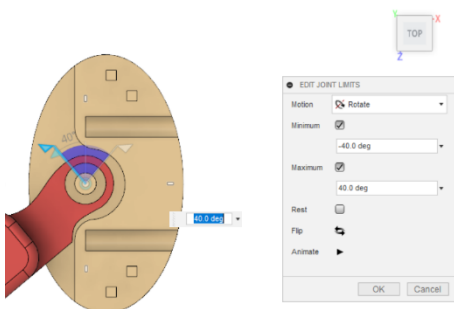 Y
X
TOP
Z
EDIT JOINT LIMITS
Motion Rotate
Minimum
-40.0 deg
Maximum
40.0 deg
Rest
Flip
Animate
OK Cancel
40°
40.0 deg